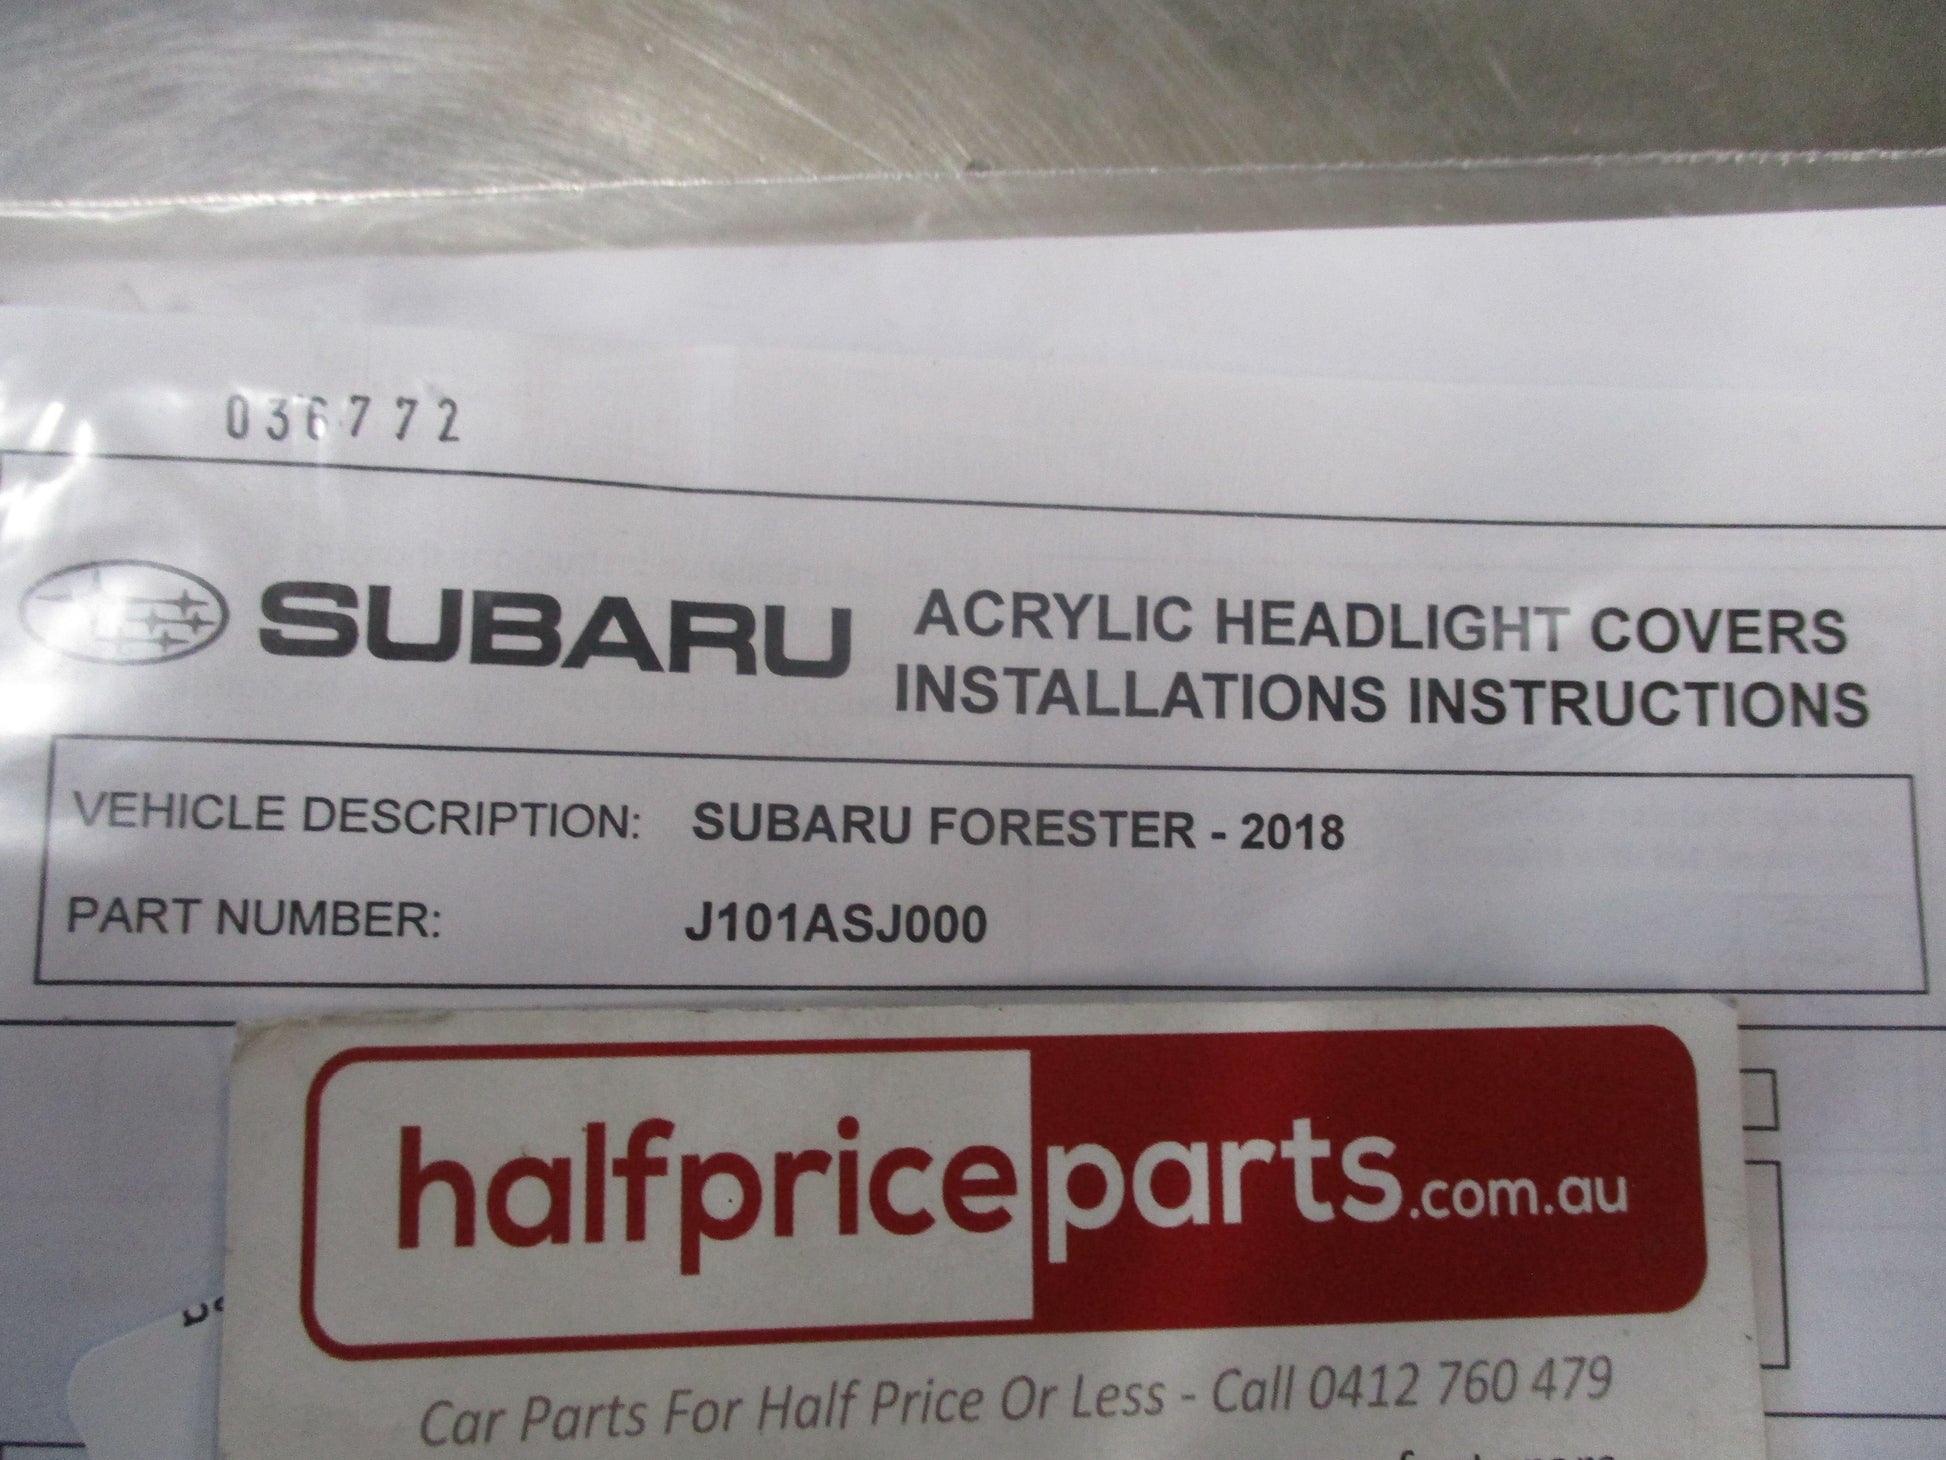 036772
SUBARU
ACRYLIC HEADLIGHT COVERS
INSTALLATIONS INSTRUCTIONS
VEHICLE DESCRIPTION: SUBARU FORESTER - 2018
PART NUMBER: J101ASJ000
halfpriceparts.com.au
Car Parts For Half Price Or Less - Call 0412 760 479